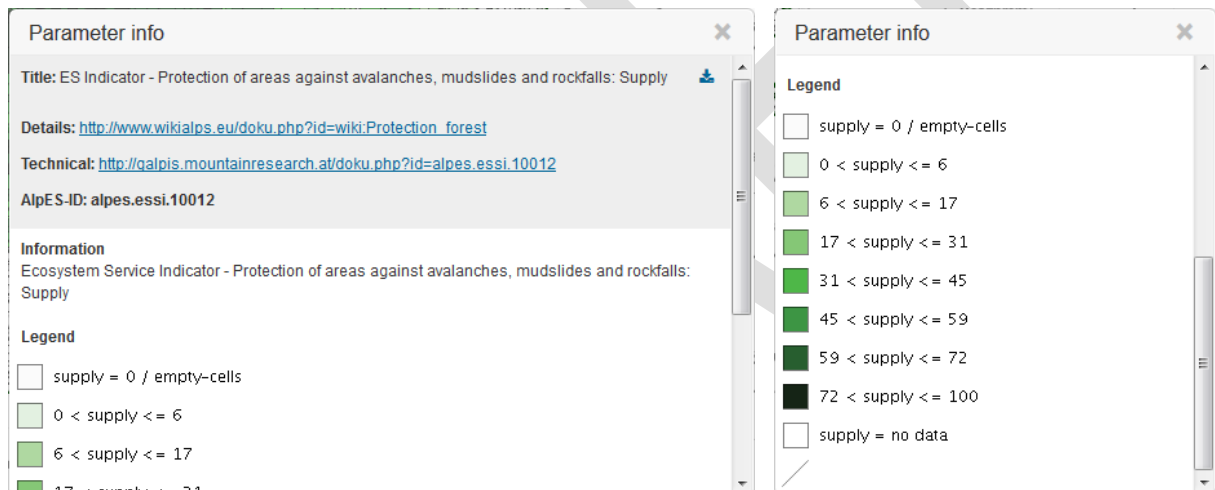 Parameter info
Title: ES Indicator - Protection of areas against avalanches, mudslides and rockfalls: Supply
Details: http://www.wikialps.eu/doku.php?id=wiki:Protection_forest
Technical: http://galpis.mountainresearch.at/doku.php?id=alpes.essi.10012
AlpES-ID: alpes.essi.10012
Information
Ecosystem Service Indicator - Protection of areas against avalanches, mudslides and rockfalls:
Supply
Legend
supply = 0 / empty-cells
0 < supply <= 6
6 < supply <= 17
Parameter info
Legend
supply = 0 / empty-cells
0 < supply <= 6
6 < supply <= 17
17 < supply <= 31
31 < supply <= 45
45 < supply <= 59
59 < supply <= 72
72 < supply <= 100
supply = no data